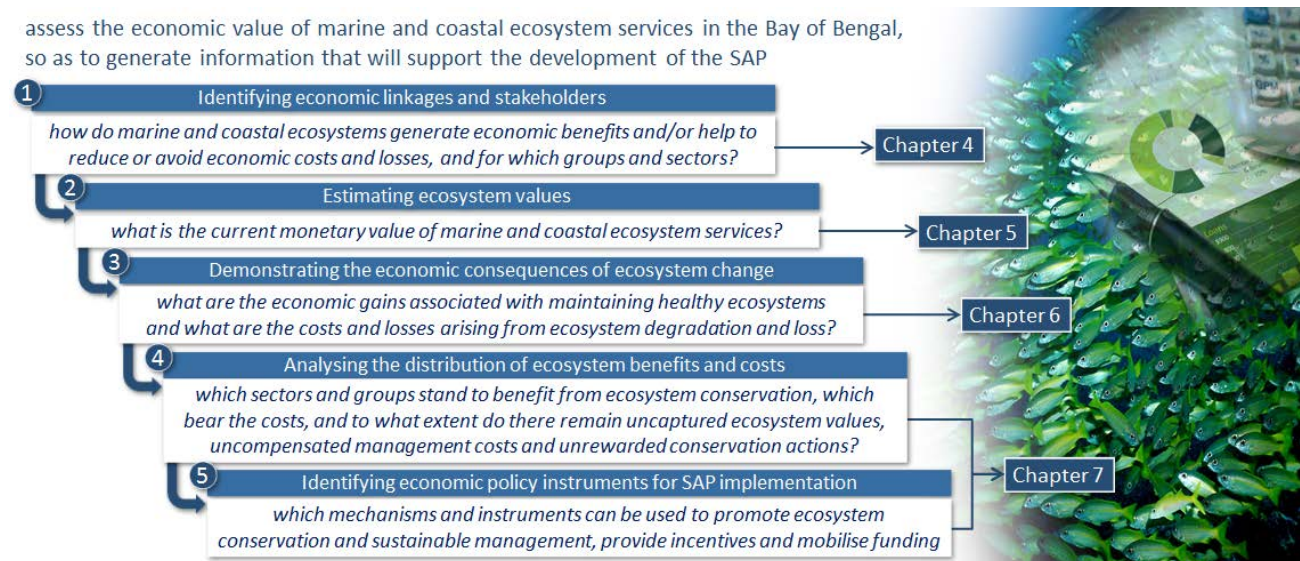 assess the economic value of marine and coastal ecosystem services in the Bay of Bengal,
so as to generate information that will support the development of the SAP
1
Identifying economic linkages and stakeholders
how do marine and coastal ecosystems generate economic benefits and/or help to
reduce or avoid economic costs and losses, and for which groups and sectors?
Chapter 4
2
Estimating ecosystem values
what is the current monetary value of marine and coastal ecosystem services?
Chapter 5
3
Demonstrating the economic consequences of ecosystem change
what are the economic gains associated with maintaining healthy ecosystems
and what are the costs and losses arising from ecosystem degradation and loss?
Chapter 6
4
Analysing the distribution of ecosystem benefits and costs
which sectors and groups stand to benefit from ecosystem conservation, which
bear the costs, and to what extent do there remain uncaptured ecosystem values,
uncompensated management costs and unrewarded conservation actions?
5
Identifying economic policy instruments for SAP implementation
which mechanisms and instruments can be used to promote ecosystem
conservation and sustainable management, provide incentives and mobilise funding
Chapter 7
Loans